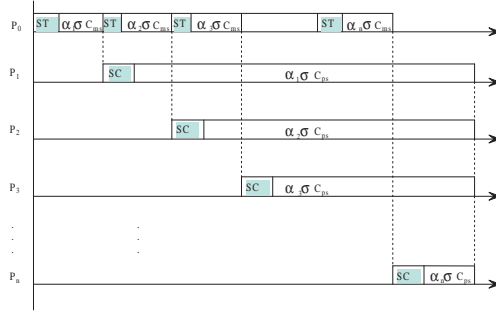 P0 ST α1σ Cms ST α2σ Cms ST α3σ Cms ST αnσ Cms
P1 SC α1σ Cps
P2 SC α2σ Cps
P3 SC α3σ Cps
. .
. .
. .
Pn SC αnσ Cps